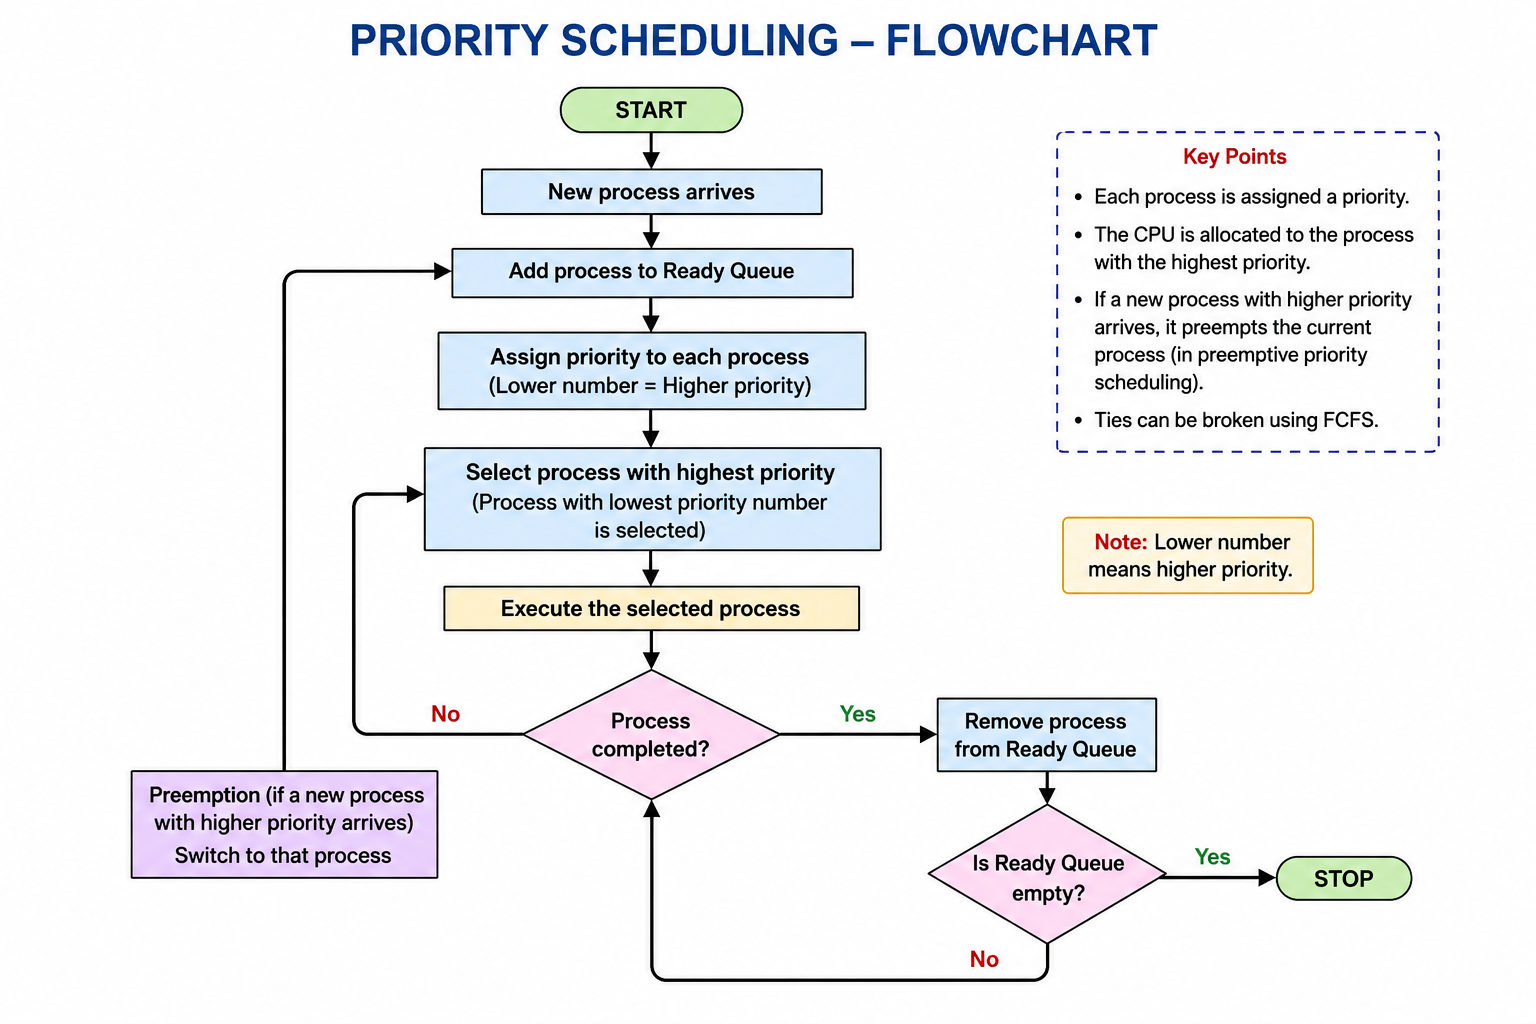 PRIORITY SCHEDULING – FLOWCHART
START
New process arrives
Add process to Ready Queue
Assign priority to each process
(Lower number = Higher priority)
Select process with highest priority
(Process with lowest priority number
is selected)
Execute the selected process
Process
completed?
No
Yes
Remove process
from Ready Queue
Is Ready Queue
empty?
Yes
STOP
No
Preemption (if a new process
with higher priority arrives)
Switch to that process
Key Points
• Each process is assigned a priority.
• The CPU is allocated to the process
with the highest priority.
• If a new process with higher priority
arrives, it preempts the current
process (in preemptive priority
scheduling).
• Ties can be broken using FCFS.
Note: Lower number
means higher priority.